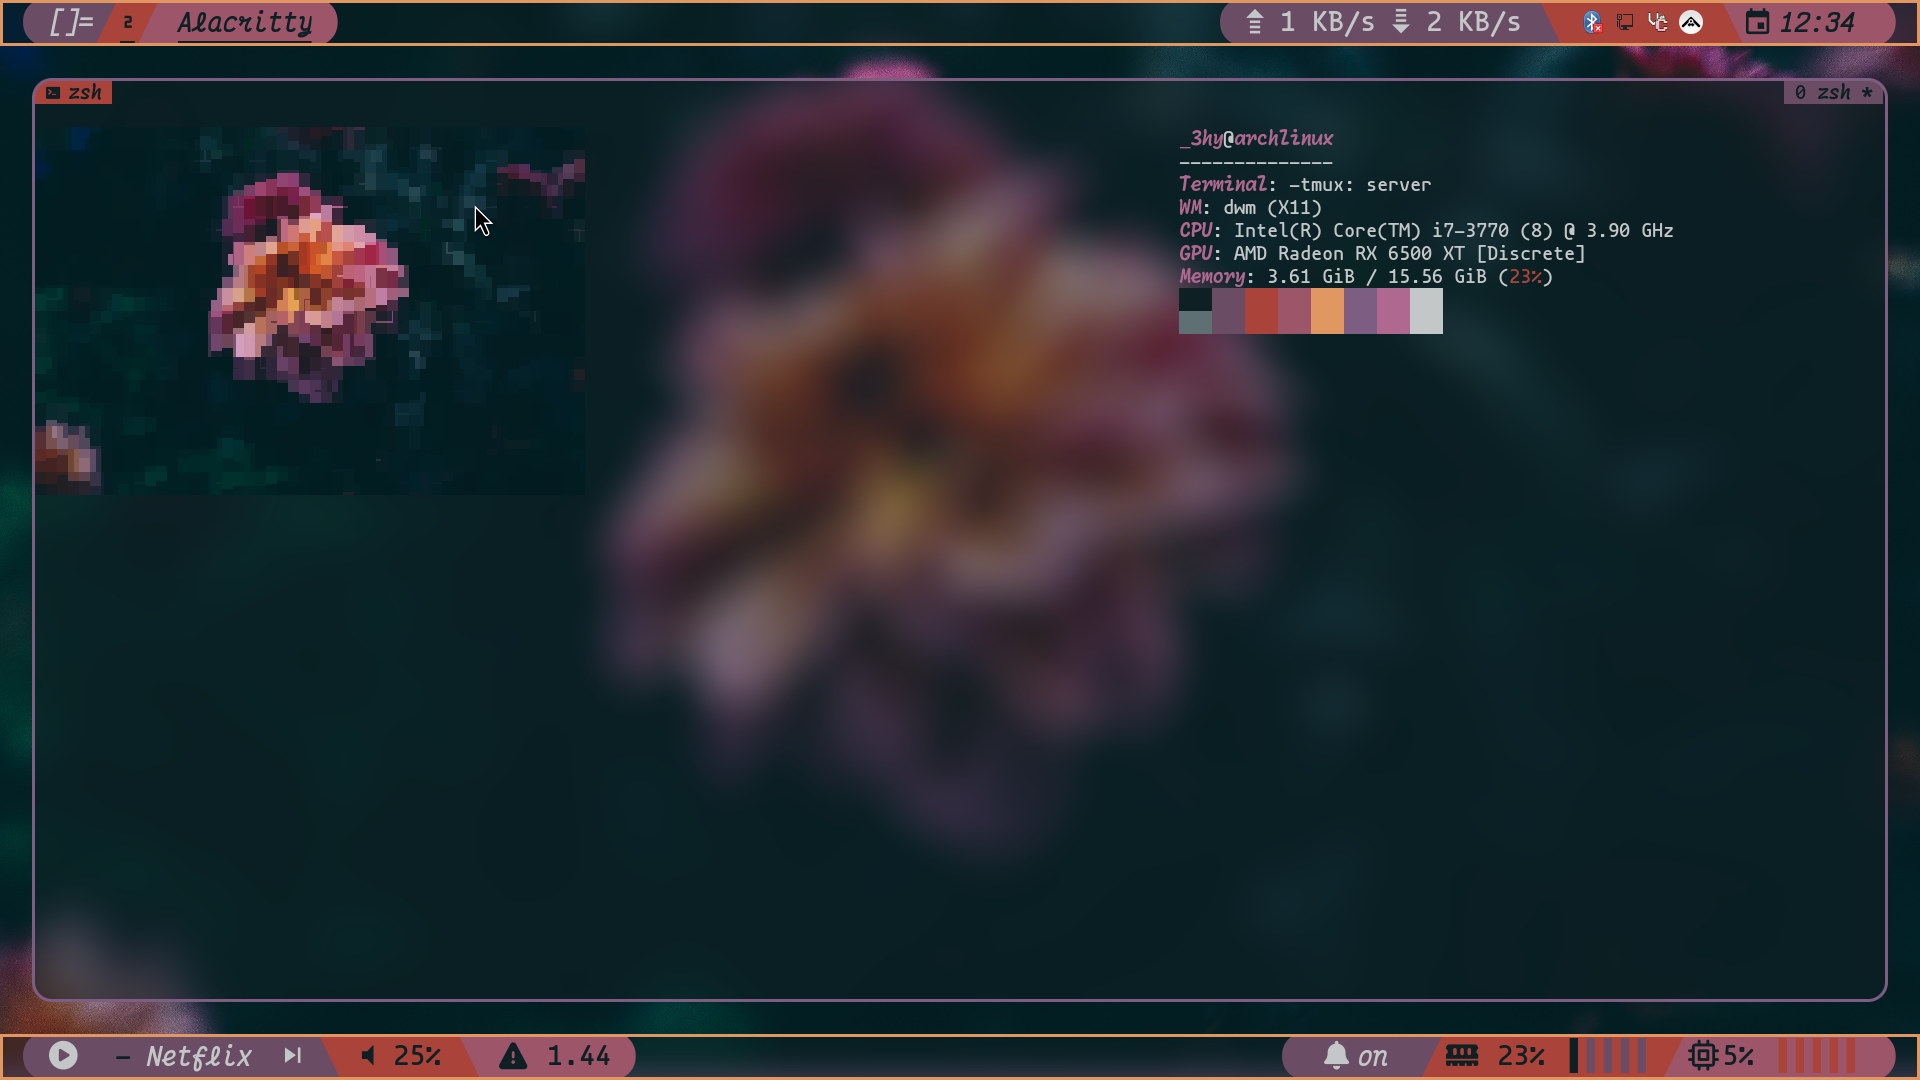 []= 2 Alacritty 1 KB/s 2 KB/s 12:34
zsh 0 zsh *
_3hy@archlinux
--------------
Terminal: -tmux: server
WM: dwm (X11)
CPU: Intel(R) Core(TM) i7-3770 (8) @ 3.90 GHz
GPU: AMD Radeon RX 6500 XT [Discrete]
Memory: 3.61 GiB / 15.56 GiB (23%)
- Netflix 25% 1.44 on 23% 5%